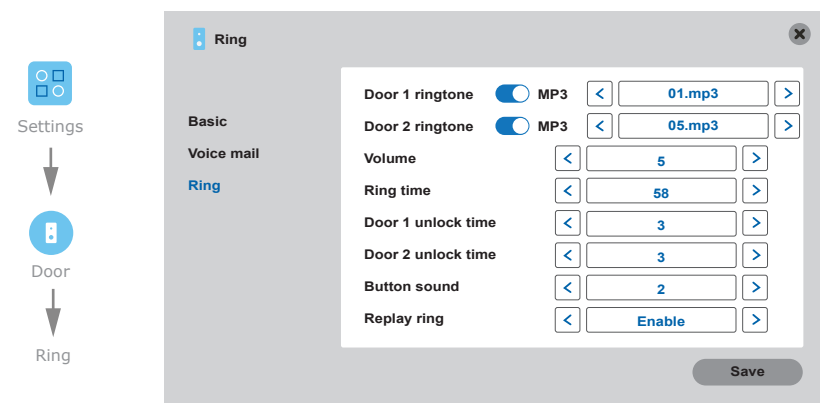 Settings
Door
Ring
Ring
Basic
Voice mail
Ring
Door 1 ringtone MP3 < 01.mp3 >
Door 2 ringtone MP3 < 05.mp3 >
Volume < 5 >
Ring time < 58 >
Door 1 unlock time < 3 >
Door 2 unlock time < 3 >
Button sound < 2 >
Replay ring < Enable >
Save